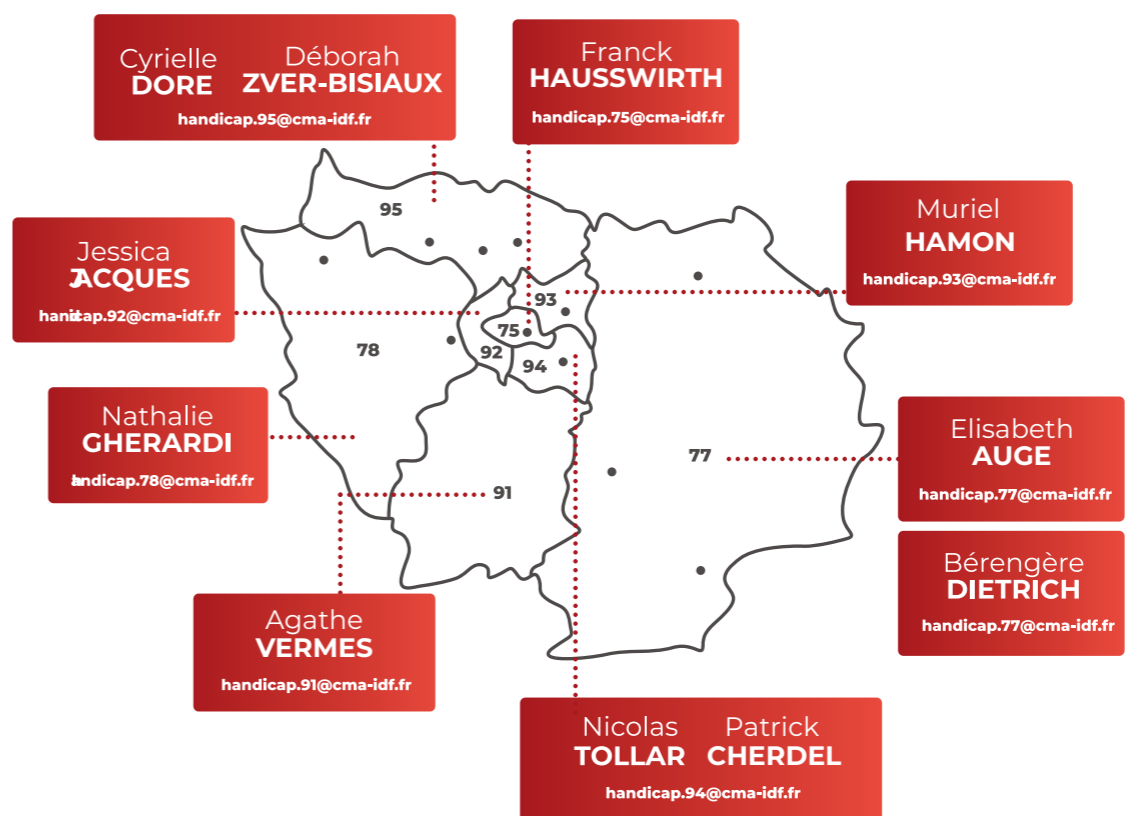 Cyrielle
DORE
Déborah
ZVER-BISIAUX
handicap.95@cma-idf.fr
Franck
HAUSSWIRTH
handicap.75@cma-idf.fr
Muriel
HAMON
handicap.93@cma-idf.fr
Jessica
JACQUES
handicap.92@cma-idf.fr
Nathalie
GHERARDI
handicap.78@cma-idf.fr
95
93
75
92
94
78
77
91
Elisabeth
AUGE
handicap.77@cma-idf.fr
Bérengère
DIETRICH
handicap.77@cma-idf.fr
Agathe
VERMES
handicap.91@cma-idf.fr
Nicolas
TOLLAR
Patrick
CHERDEL
handicap.94@cma-idf.fr